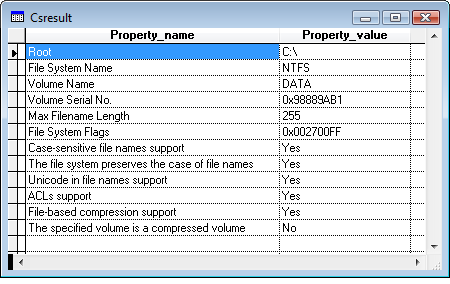 Csresult
Property_name Property_value
Root C:\
File System Name NTFS
Volume Name DATA
Volume Serial No. 0x98889AB1
Max Filename Length 255
File System Flags 0x002700FF
Case-sensitive file names support Yes
The file system preserves the case of file names Yes
Unicode in file names support Yes
ACLs support Yes
File-based compression support Yes
The specified volume is a compressed volume No